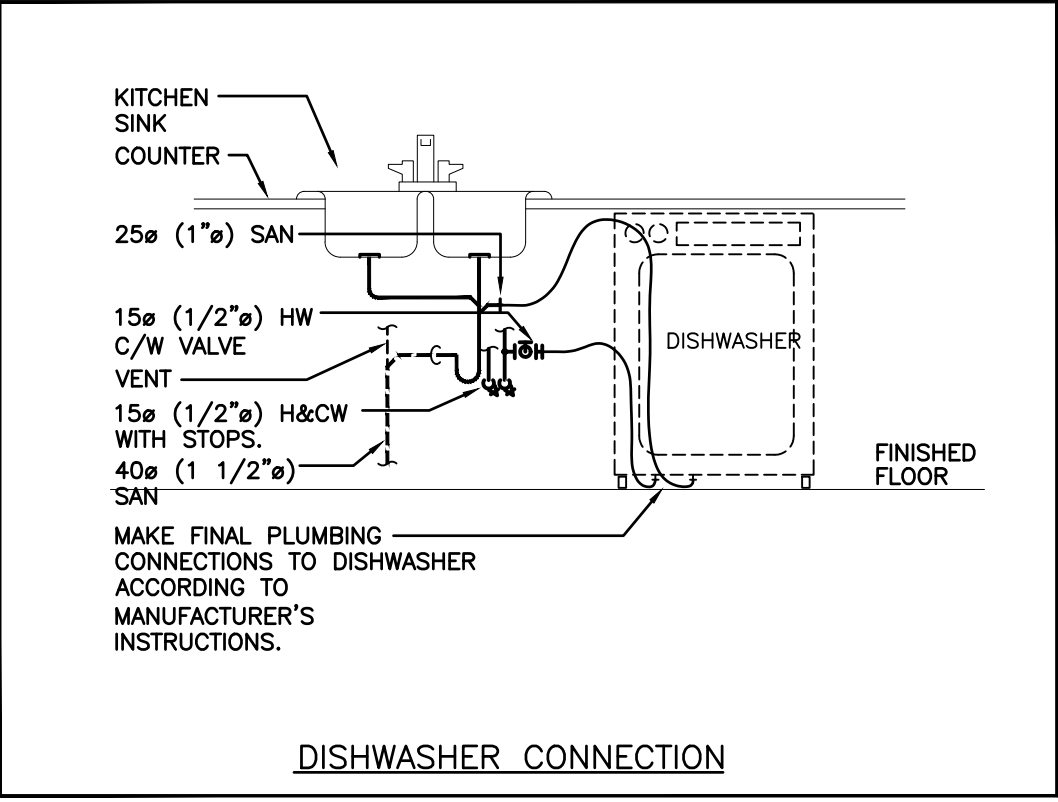 KITCHEN
SINK
COUNTER
25ø (1"ø) SAN
15ø (1/2"ø) HW
C/W VALVE
VENT
15ø (1/2"ø) H&CW
WITH STOPS.
40ø (1 1/2"ø)
SAN
DISHWASHER
FINISHED
FLOOR
MAKE FINAL PLUMBING
CONNECTIONS TO DISHWASHER
ACCORDING TO
MANUFACTURER'S
INSTRUCTIONS.
DISHWASHER CONNECTION